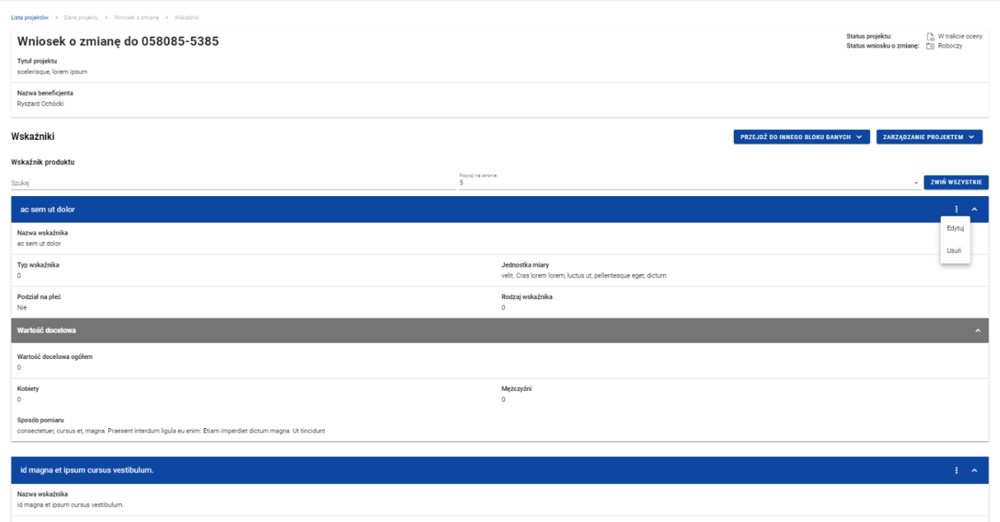 Lista projektów > Dane projektu > Wniosek o zmianę > Wskaźniki
Wniosek o zmianę do 058085-5385
Status projektu: W trakcie oceny
Status wniosku o zmianę: Roboczy
Tytuł projektu
scelerisque, lorem ipsum
Nazwa beneficjenta
Ryszard Ochócki
Wskaźniki
PRZEJDŹ DO INNEGO BLOKU DANYCH
ZARZĄDZANIE PROJEKTEM
Wskaźnik produktu
Szukaj
Pozycji na stronie:
5
ZWIŃ WSZYSTKIE
ac sem ut dolor
Edytuj
Usuń
Nazwa wskaźnika
ac sem ut dolor
Typ wskaźnika
0
Jednostka miary
velit. Cras lorem lorem, luctus ut, pellentesque eget, dictum
Podział na płeć
Nie
Rodzaj wskaźnika
0
Wartość docelowa
Wartość docelowa ogółem
0
Kobiety
0
Mężczyźni
0
Sposób pomiaru
consectetuer, cursus et, magna. Praesent interdum ligula eu enim. Etiam imperdiet dictum magna. Ut tincidunt
id magna et ipsum cursus vestibulum.
Nazwa wskaźnika
id magna et ipsum cursus vestibulum.